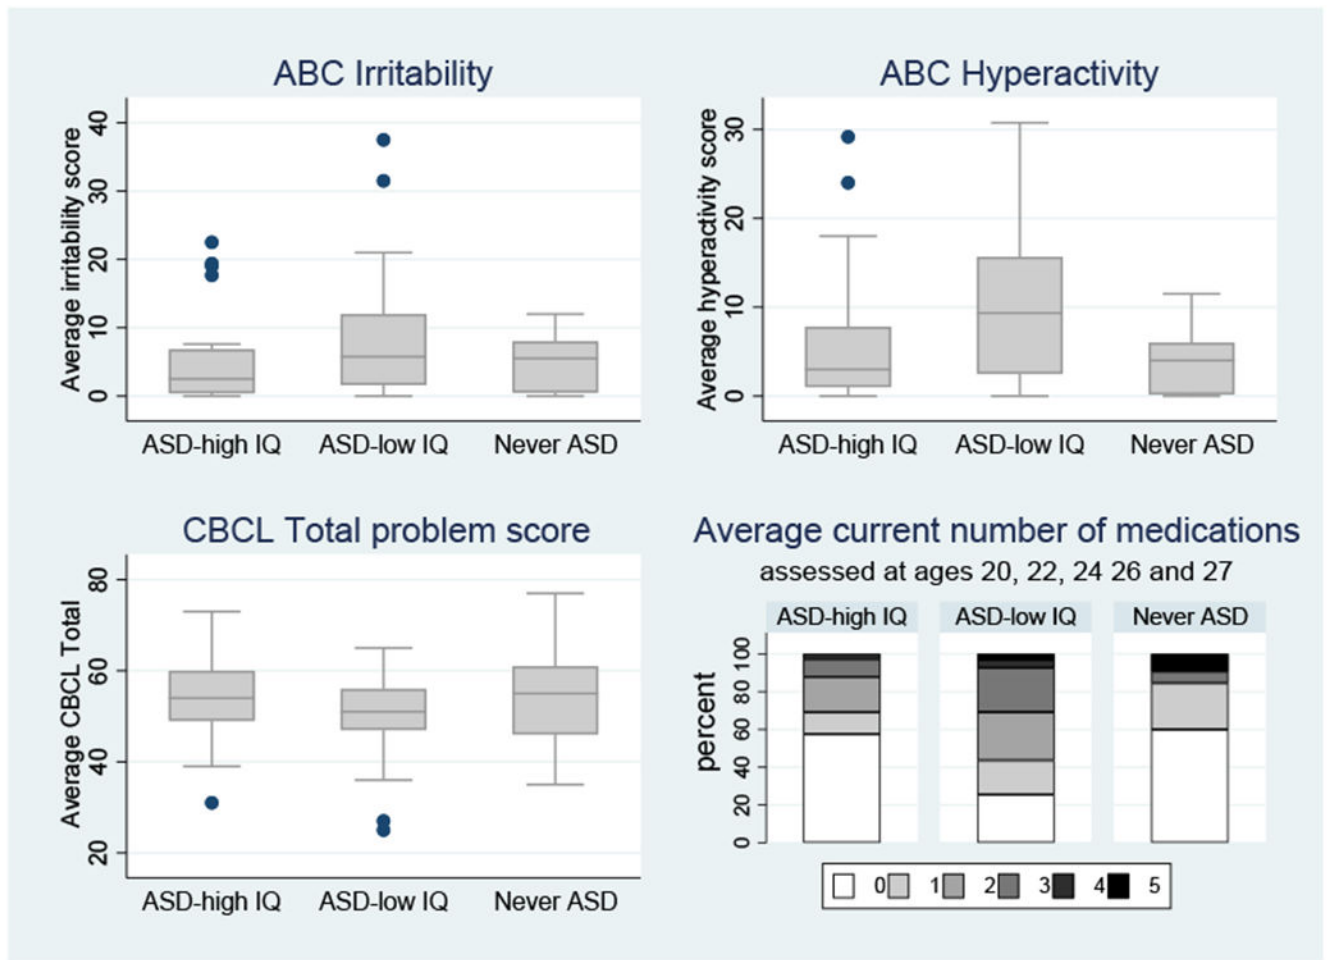 ABC Irritability
Average irritability score
40
30
20
10
0
ASD-high IQ ASD-low IQ Never ASD
ABC Hyperactivity
Average hyperactivity score
30
20
10
0
ASD-high IQ ASD-low IQ Never ASD
CBCL Total problem score
Average CBCL Total
80
60
40
20
ASD-high IQ ASD-low IQ Never ASD
Average current number of medications
assessed at ages 20, 22, 24 26 and 27
ASD-high IQ ASD-low IQ Never ASD
percent
100
80
60
40
20
0
0 1 2 3 4 5